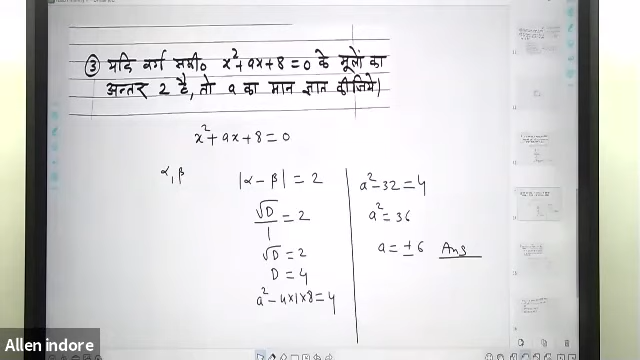 ③ यदि वर्ग समी० x²+ax+8=0 के मूलों का
अन्तर 2 है, तो a का मान ज्ञात कीजिये।
x²+ax+8=0
α,β
|α-β| = 2
√D/1 = 2
√D = 2
D = 4
a²-4×1×8=4
a²-32=4
a²=36
a=±6 Ans
Allen indore